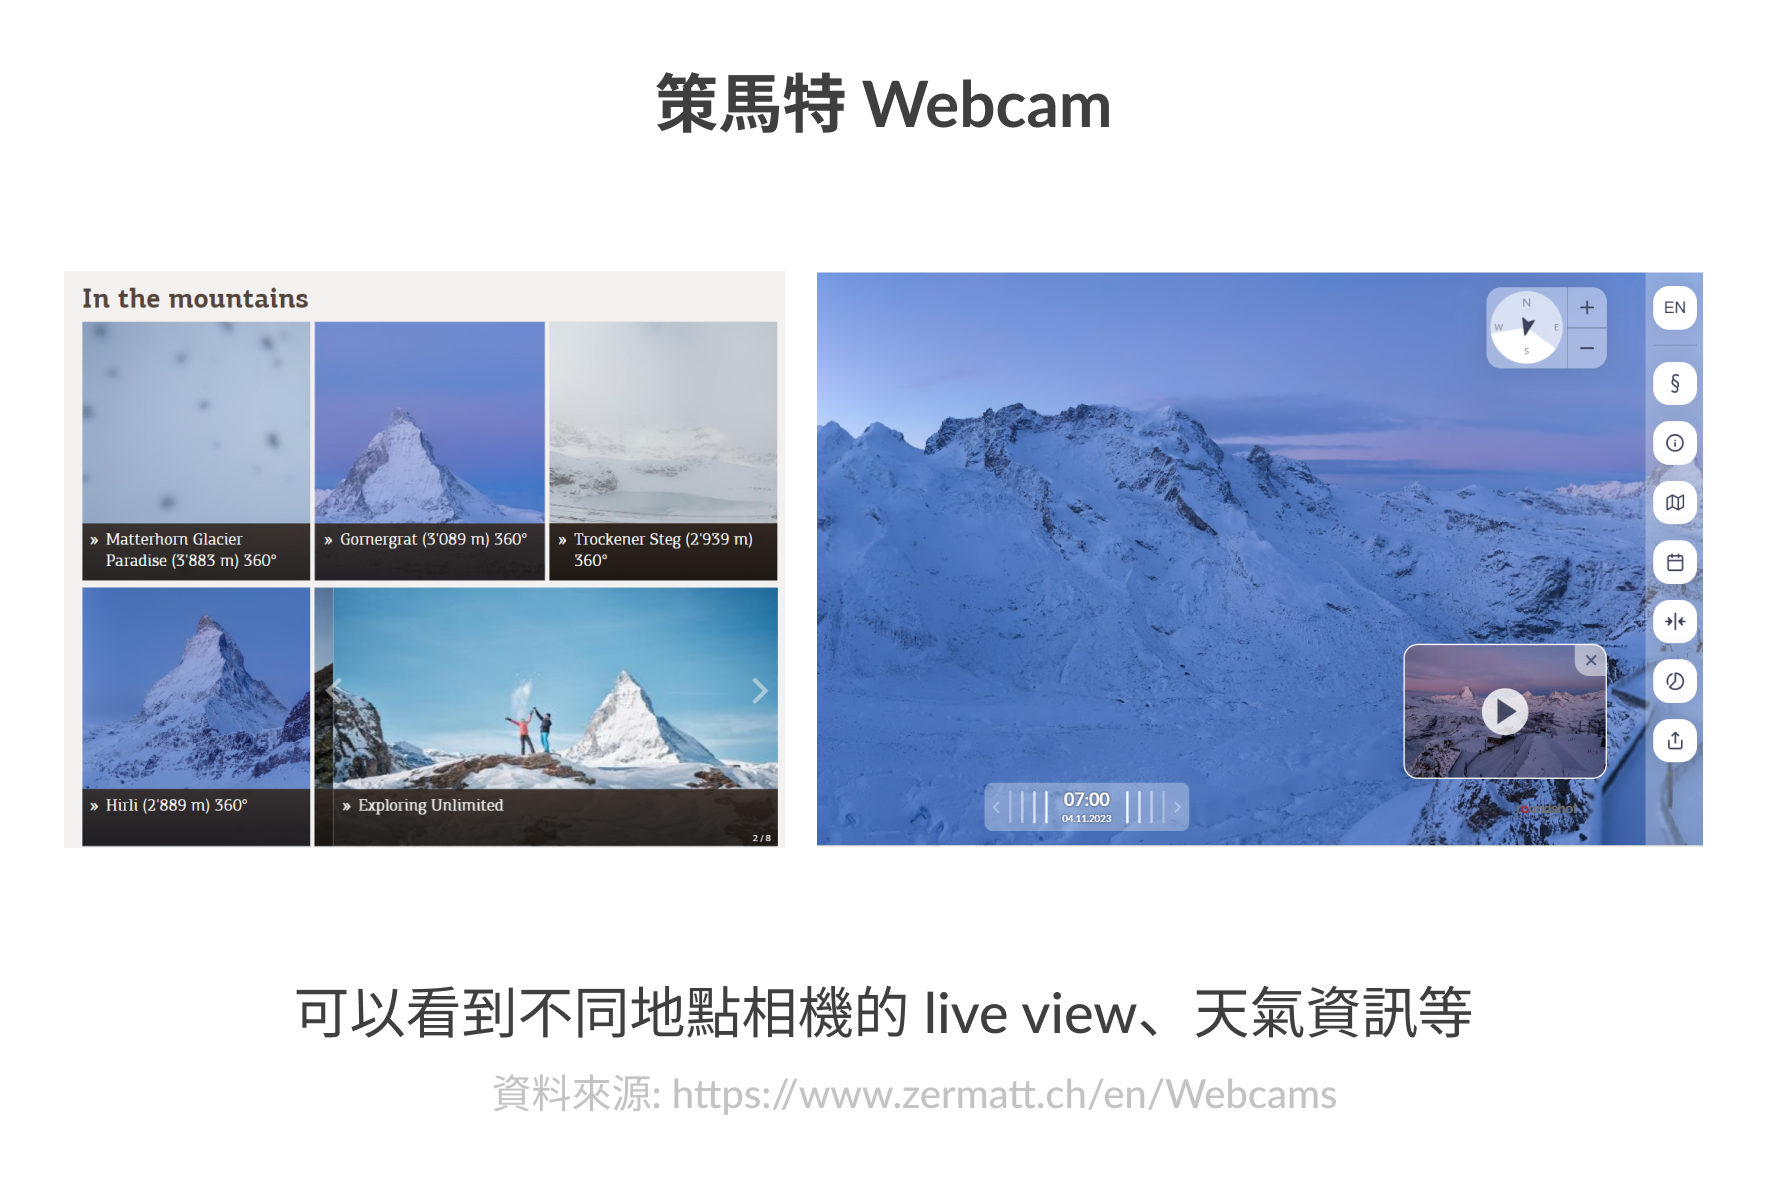 策馬特 Webcam
In the mountains
» Matterhorn Glacier
Paradise (3'883 m) 360°
» Gornergrat (3'089 m) 360°
» Trockener Steg (2'939 m)
360°
» Hirli (2'889 m) 360°
» Exploring Unlimited
2 / 8
N
W E
S
+
−
EN
§
07:00
04.11.2023
可以看到不同地點相機的 live view、天氣資訊等
資料來源: https://www.zermatt.ch/en/Webcams